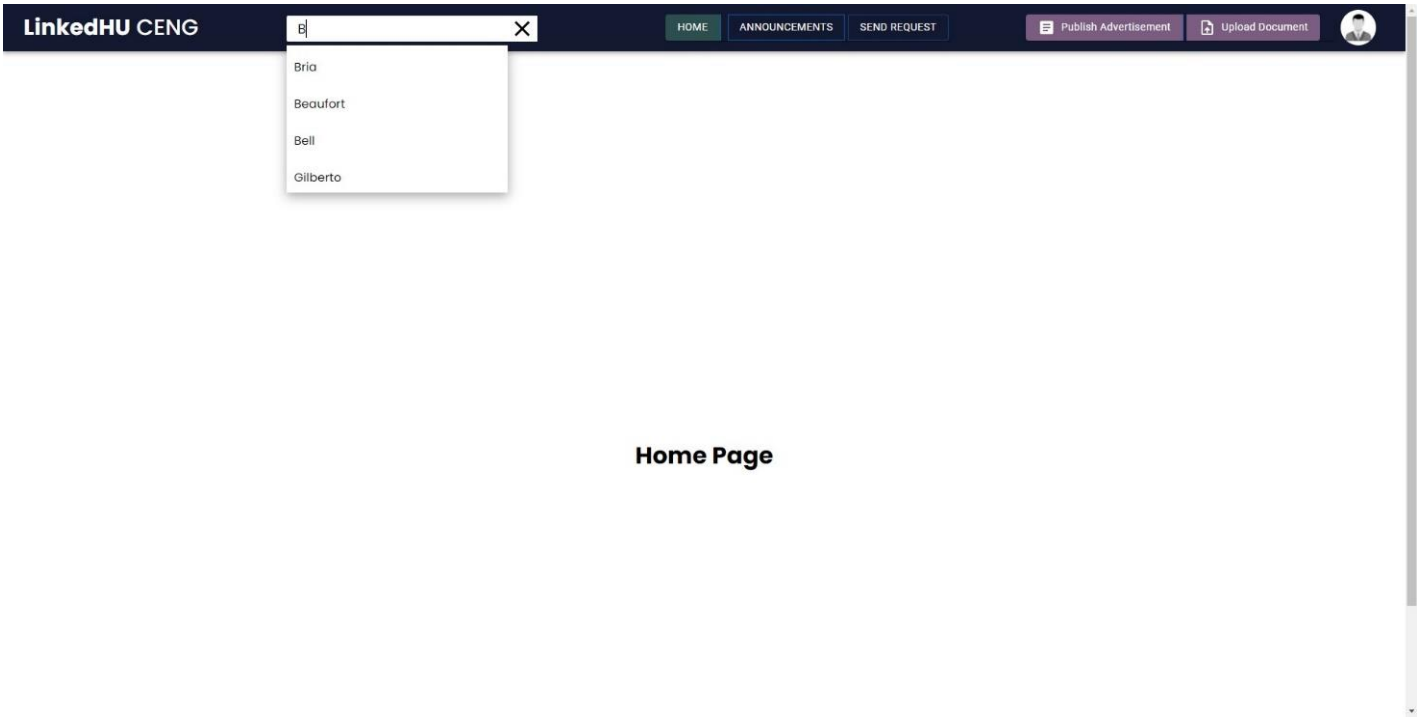 LinkedHU CENG
B
HOME ANNOUNCEMENTS SEND REQUEST
Publish Advertisement Upload Document
Bria
Beaufort
Bell
Gilberto
Home Page